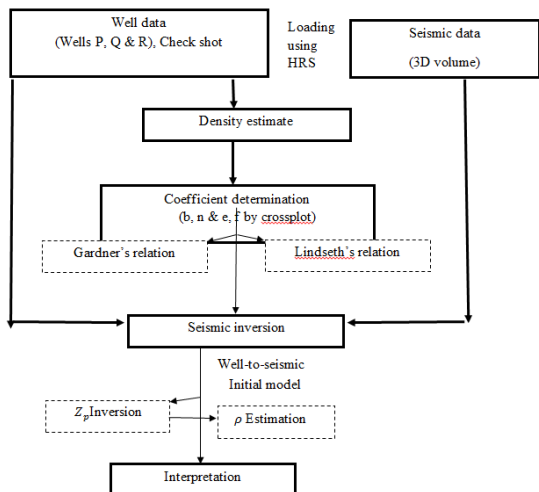 Well data
(Wells P, Q & R), Check shot
Loading
using
HRS
Seismic data
(3D volume)
Density estimate
Coefficient determination
(b, n & e, f by crossplot)
Gardner's relation
Lindseth's relation
Seismic inversion
Well-to-seismic
Initial model
Zₚ Inversion
ρ Estimation
Interpretation